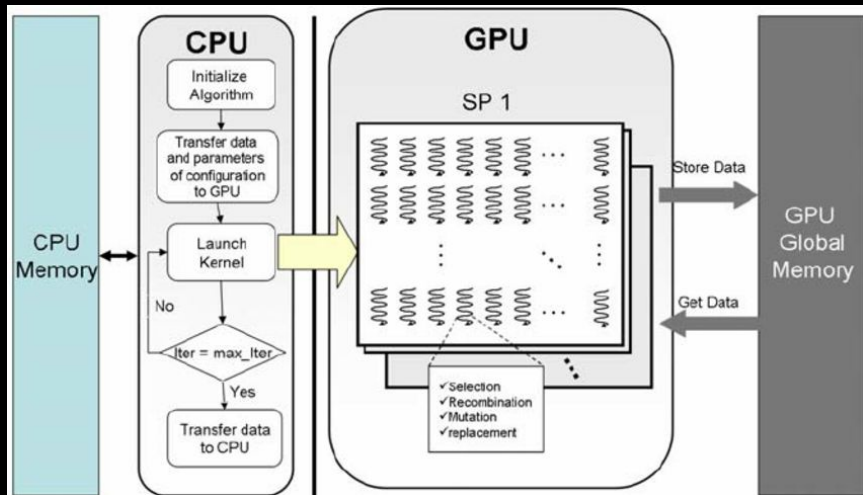 CPU
Memory
CPU
Initialize
Algorithm
Transfer data
and parameters
of configuration
to GPU
Launch
Kernel
No
Iter = max_Iter
Yes
Transfer data
to CPU
GPU
SP 1
...
...
...
✓Selection
✓Recombination
✓Mutation
✓replacement
Store Data
Get Data
GPU
Global
Memory